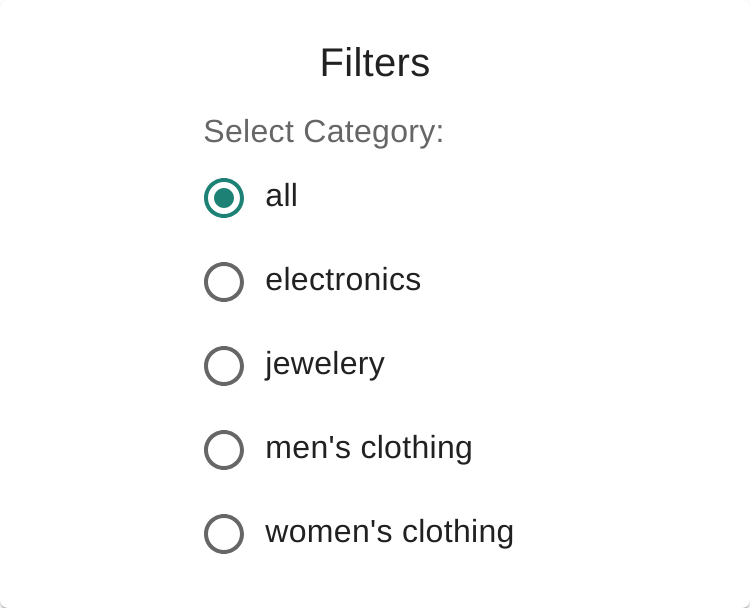 Filters
Select Category:
all
electronics
jewelery
men's clothing
women's clothing